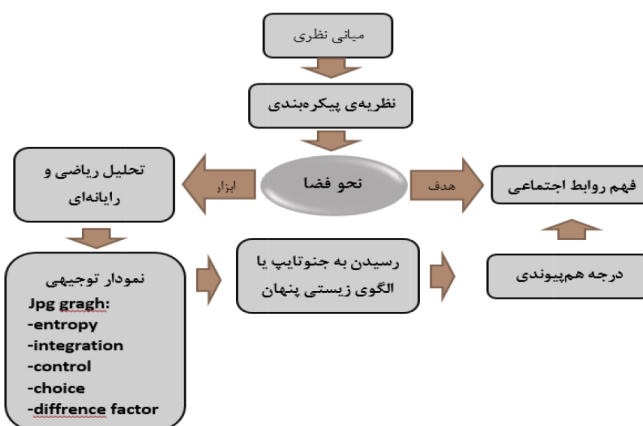 مبانی نظری
نظریه‌ی پیکره‌بندی
نحو فضا
هدف
ابزار
فهم روابط اجتماعی
تحلیل ریاضی و
رایانه‌ای
نمودار توجیهی
Jpg gragh:
-entropy
-integration
-control
-choice
-diffrence factor
رسیدن به جنوتایپ یا
الگوی زیستی پنهان
درجه هم‌پیوندی